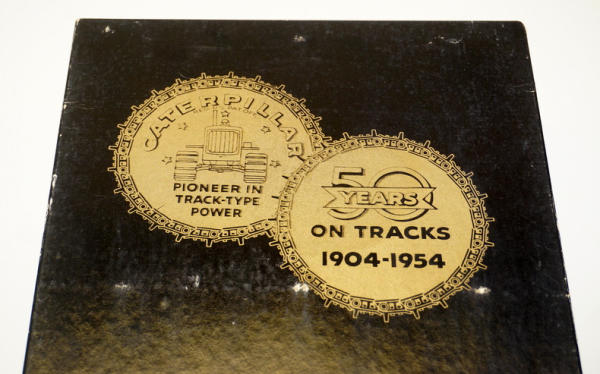 CATERPILLAR
PIONEER IN
TRACK-TYPE
POWER
50
YEARS
ON TRACKS
1904-1954